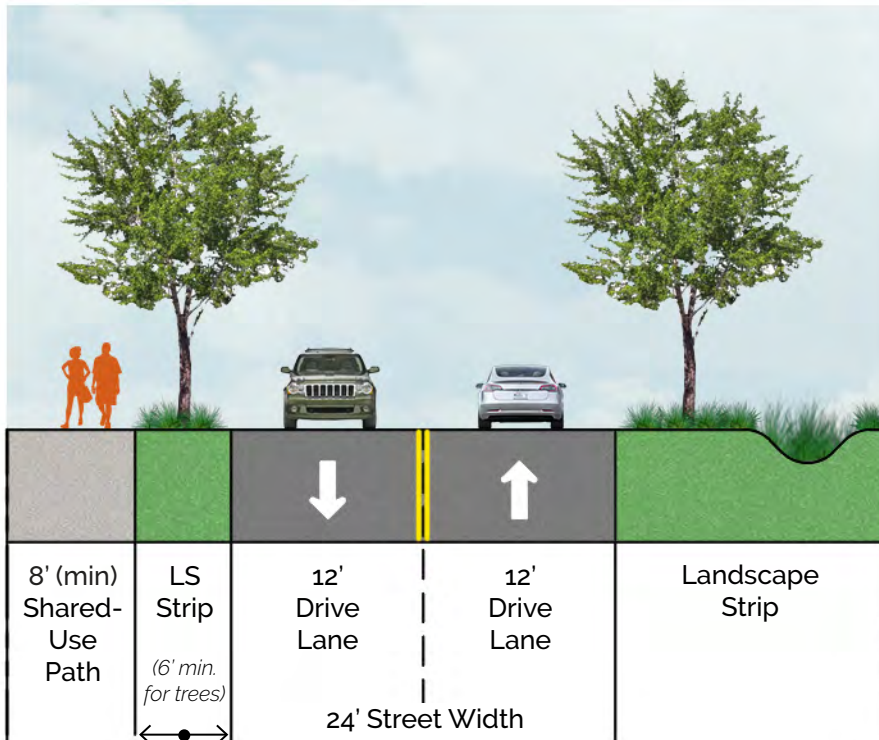 8’ (min)
Shared-
Use
Path
LS
Strip
(6’ min.
for trees)
12’
Drive
Lane
12’
Drive
Lane
Landscape
Strip
24’ Street Width